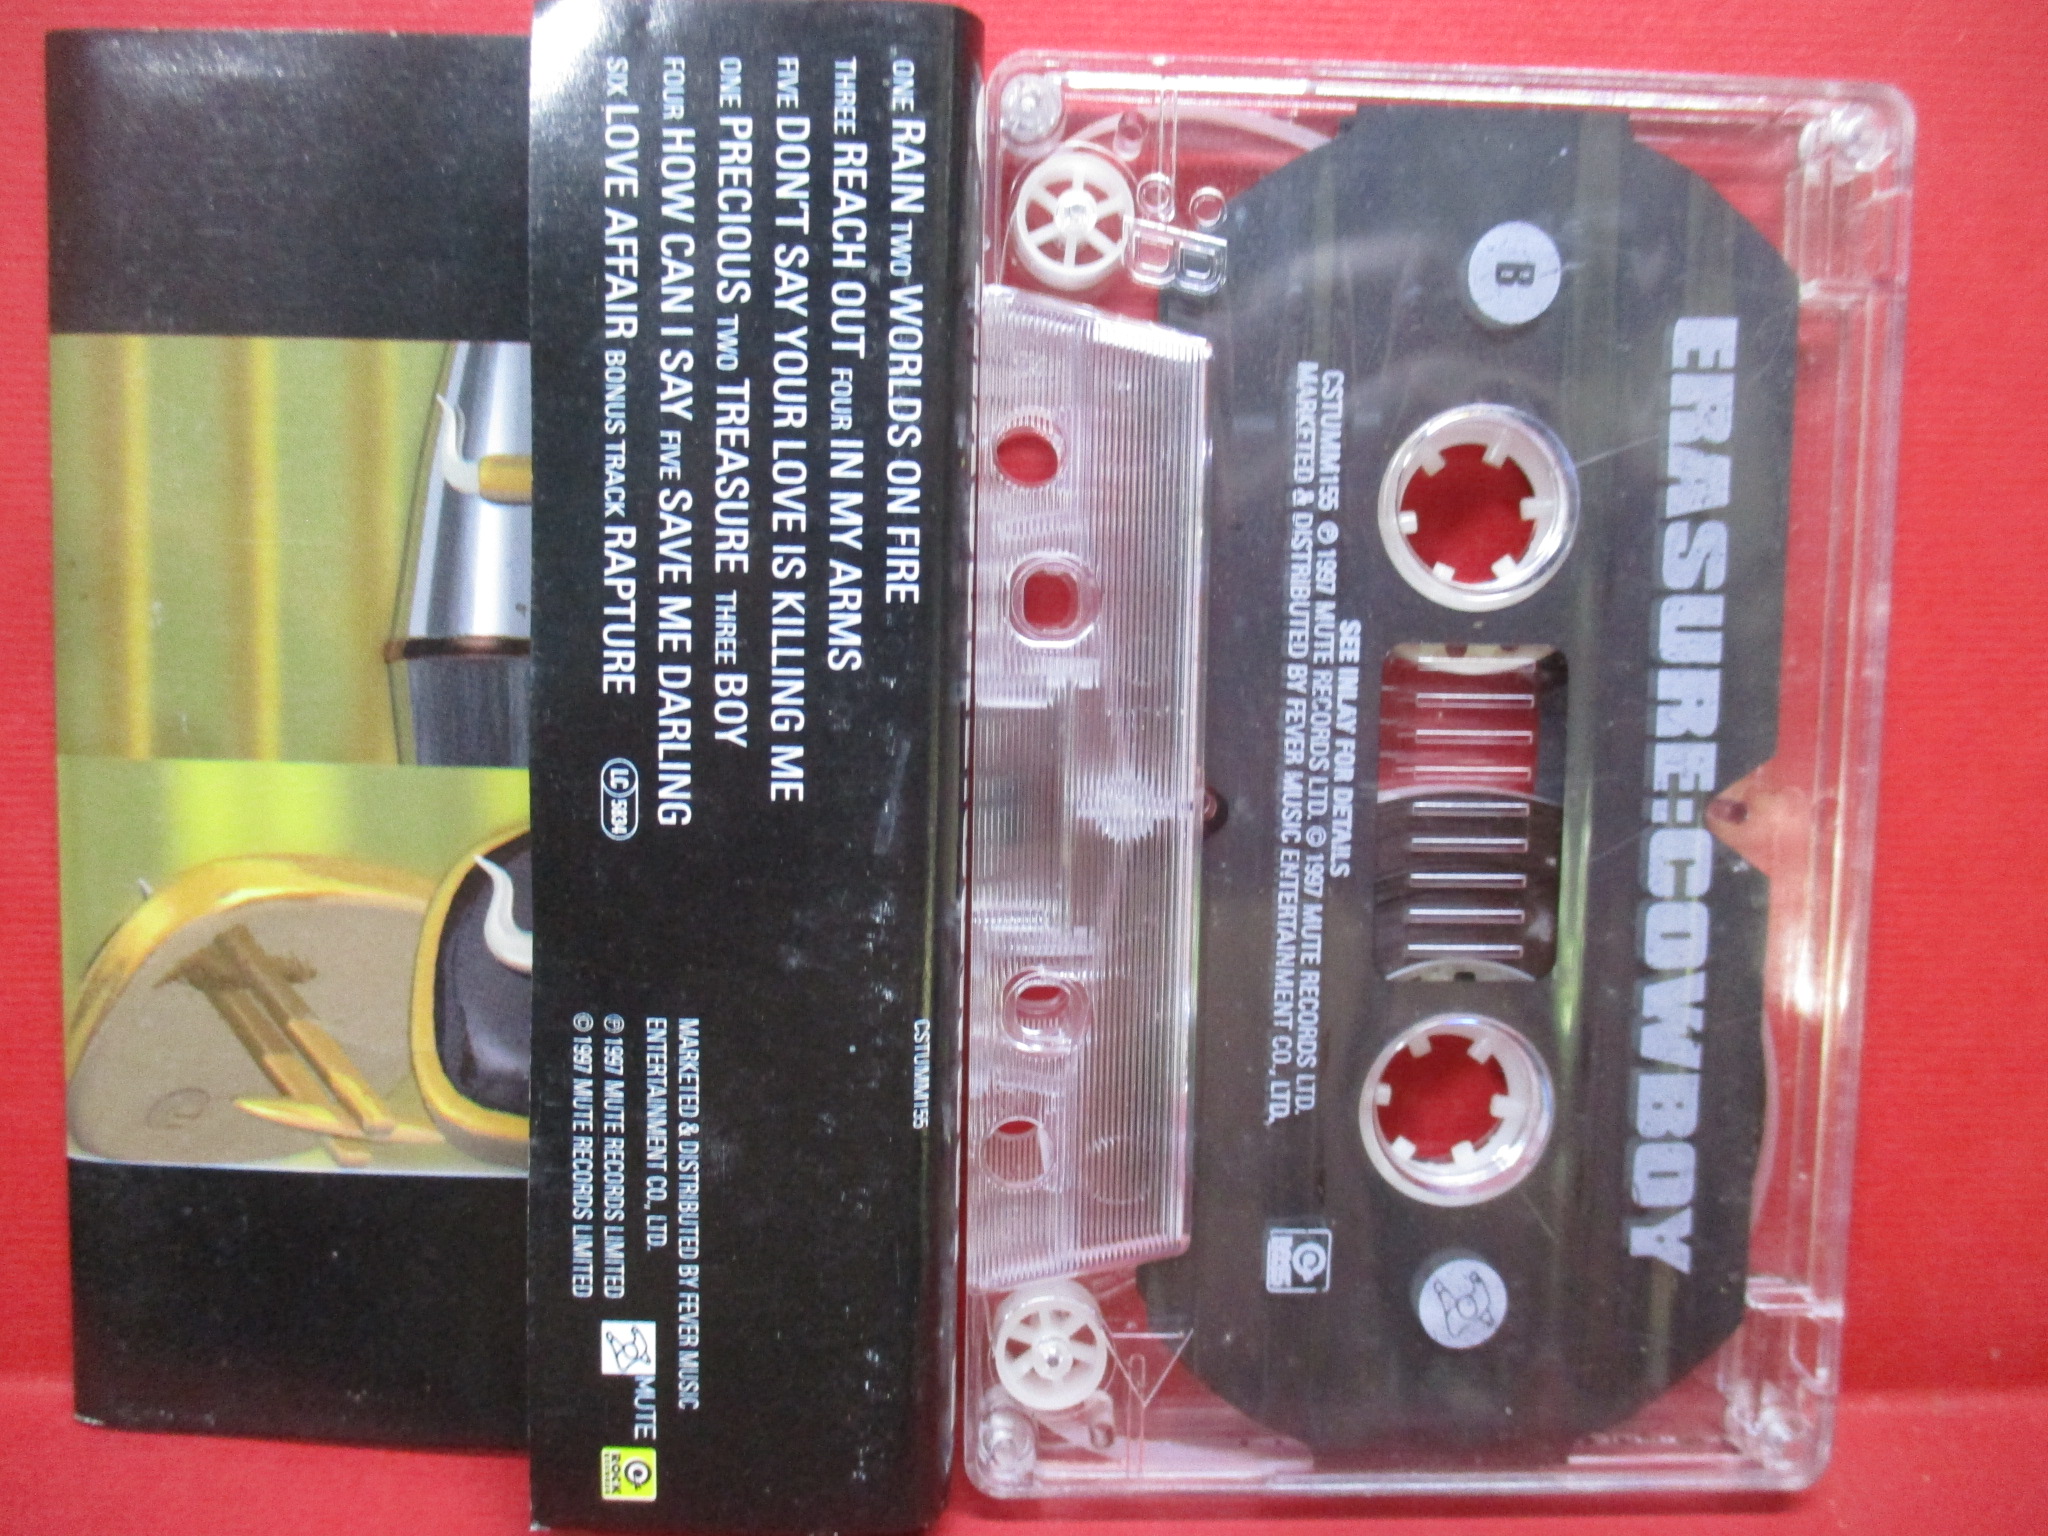 ONE RAIN TWO WORLDS ON FIRE
THREE REACH OUT FOUR IN MY ARMS
FIVE DON'T SAY YOUR LOVE IS KILLING ME
ONE PRECIOUS TWO TREASURE THREE BOY
FOUR HOW CAN I SAY FIVE SAVE ME DARLING
SIX LOVE AFFAIR BONUS TRACK RAPTURE
LC 5834
CSTUMM155
MARKETED & DISTRIBUTED BY FEVER MUSIC
ENTERTAINMENT CO., LTD.
℗ 1997 MUTE RECORDS LIMITED
© 1997 MUTE RECORDS LIMITED
MUTE
ROCK
ERASURE:COWBOY
B
B
SEE INLAY FOR DETAILS
CSTUMM155 ℗ 1997 MUTE RECORDS LTD. © 1997 MUTE RECORDS LTD.
MARKETED & DISTRIBUTED BY FEVER MUSIC ENTERTAINMENT CO., LTD.